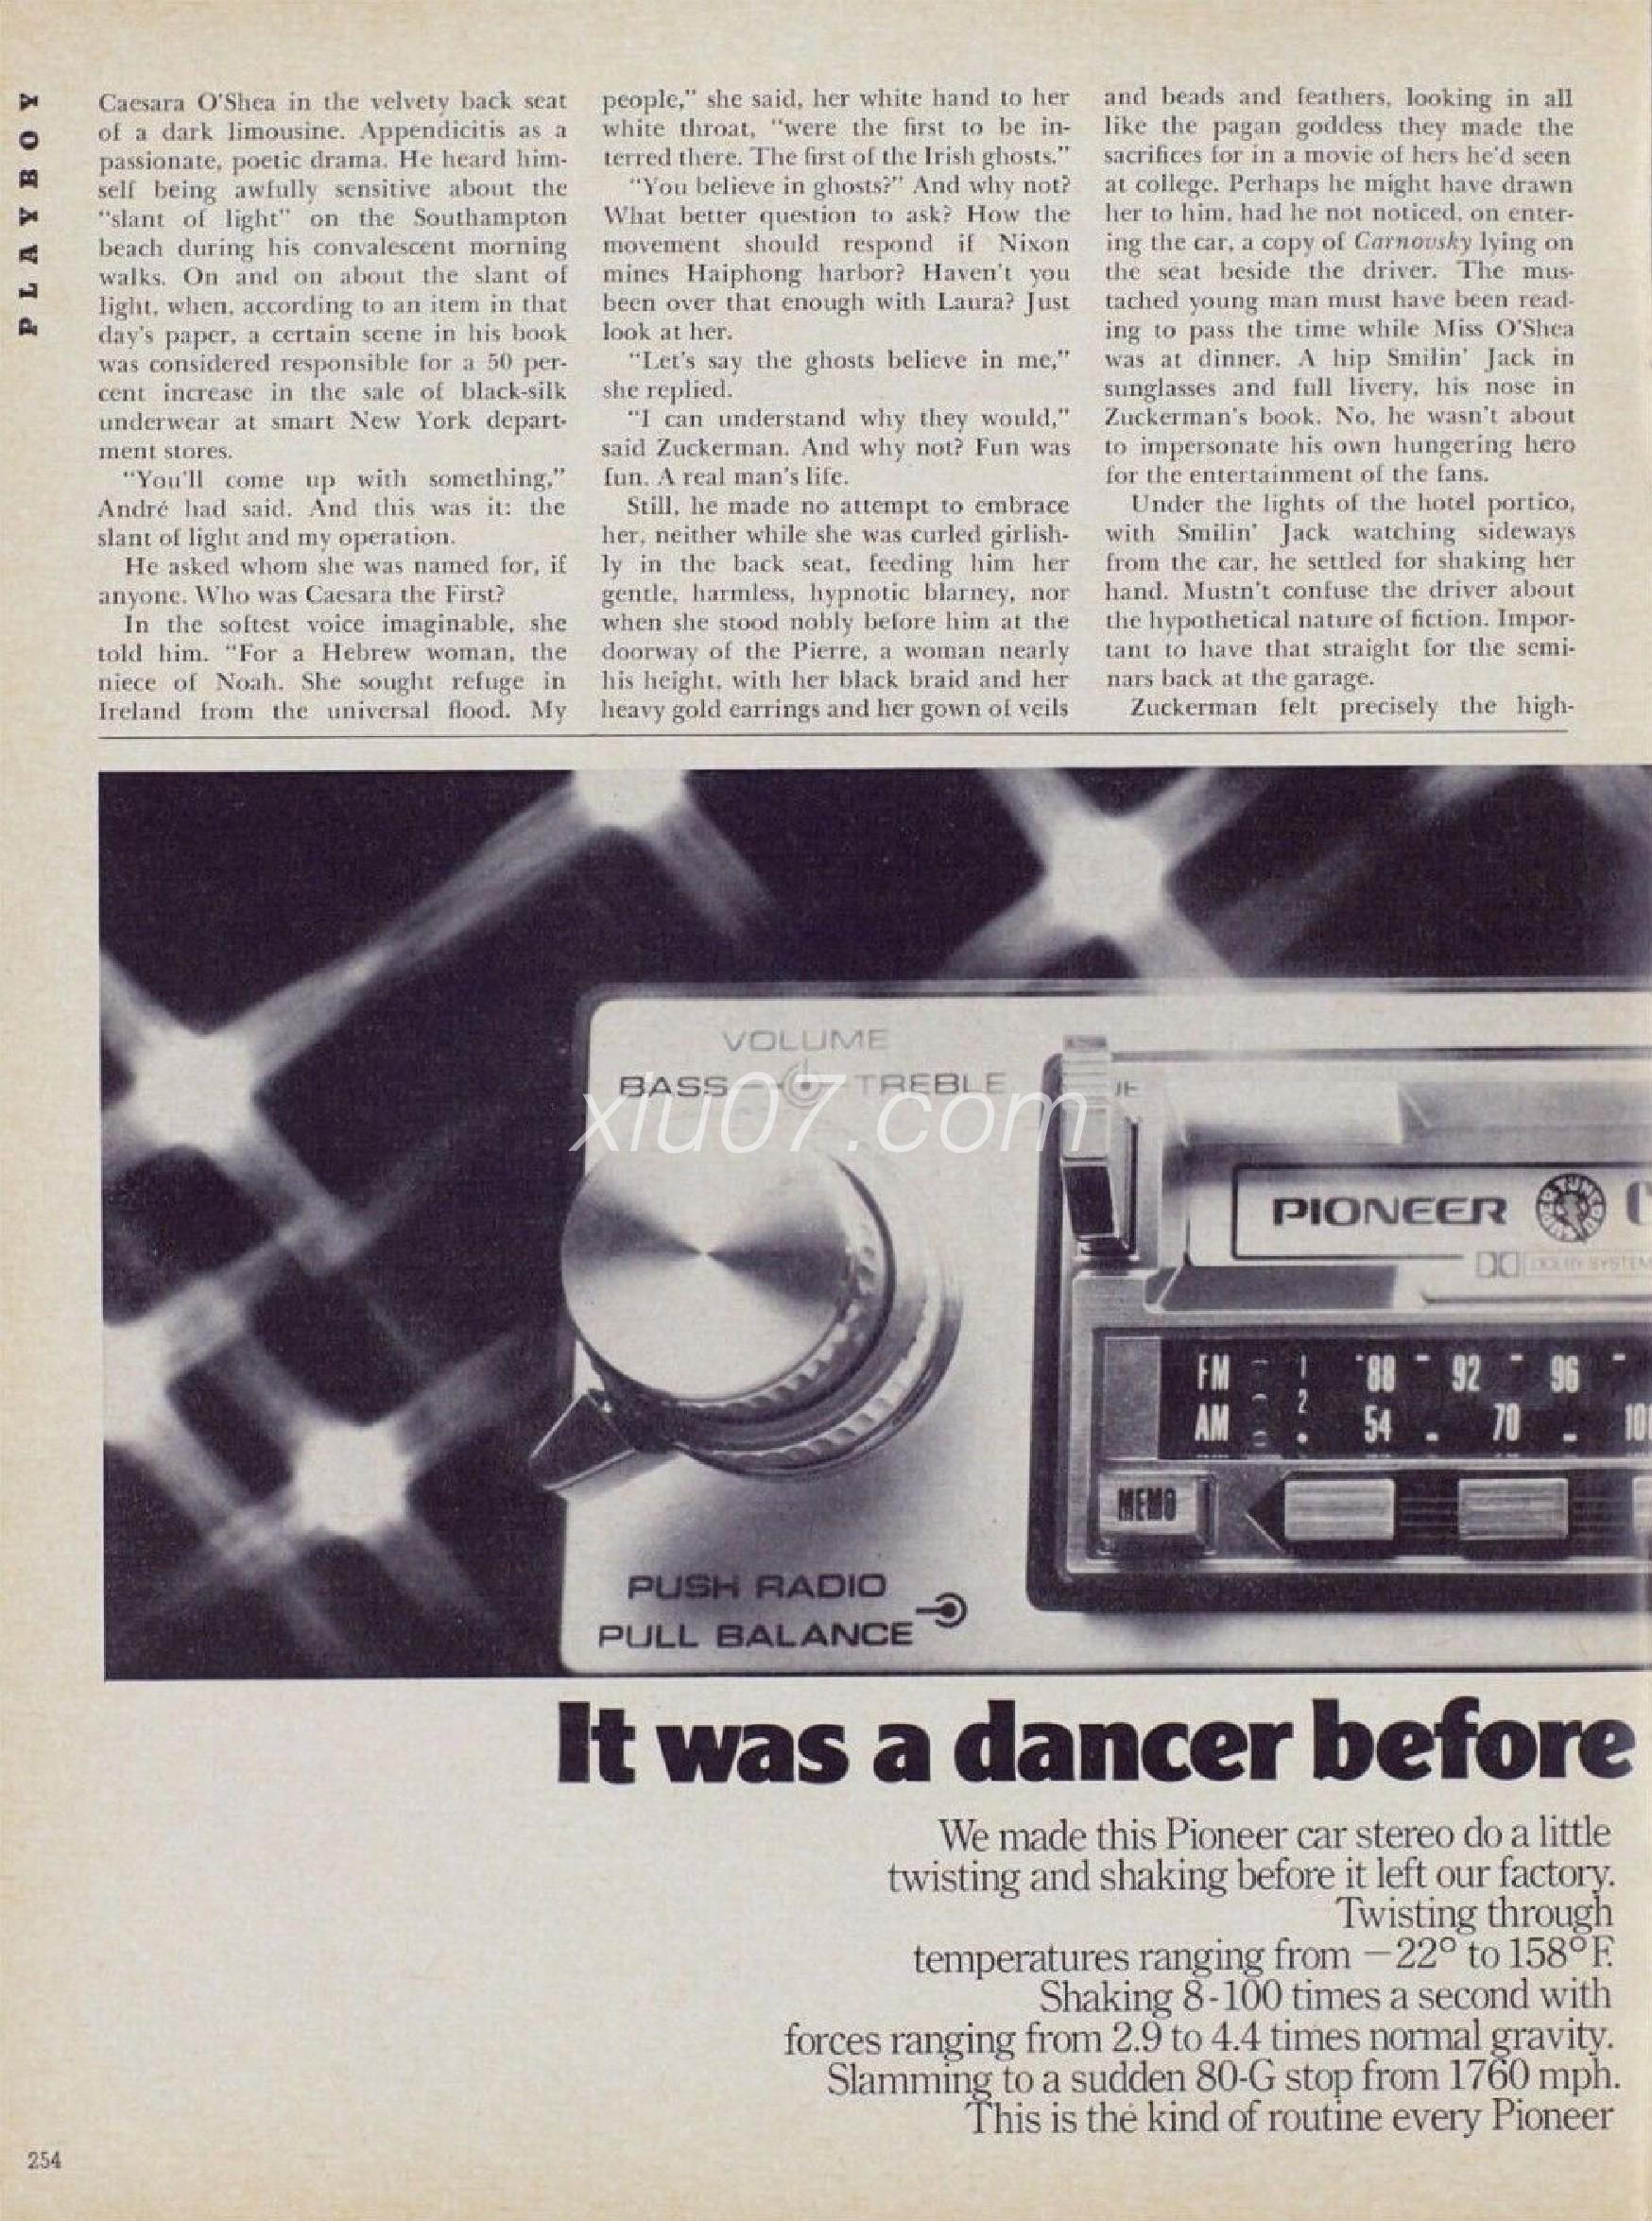 PLAYBOY
Caesara O'Shea in the velvety back seat
of a dark limousine. Appendicitis as a
passionate, poetic drama. He heard him-
self being awfully sensitive about the
"slant of light" on the Southampton
beach during his convalescent morning
walks. On and on about the slant of
light, when, according to an item in that
day's paper, a certain scene in his book
was considered responsible for a 50 per-
cent increase in the sale of black-silk
underwear at smart New York depart-
ment stores.
"You'll come up with something,"
André had said. And this was it: the
slant of light and my operation.
He asked whom she was named for, if
anyone. Who was Caesara the First?
In the softest voice imaginable, she
told him. "For a Hebrew woman, the
niece of Noah. She sought refuge in
Ireland from the universal flood. My
people," she said, her white hand to her
white throat, "were the first to be in-
terred there. The first of the Irish ghosts."
"You believe in ghosts?" And why not?
What better question to ask? How the
movement should respond if Nixon
mines Haiphong harbor? Haven't you
been over that enough with Laura? Just
look at her.
"Let's say the ghosts believe in me,"
she replied.
"I can understand why they would,"
said Zuckerman. And why not? Fun was
fun. A real man's life.
Still, he made no attempt to embrace
her, neither while she was curled girlish-
ly in the back seat, feeding him her
gentle, harmless, hypnotic blarney, nor
when she stood nobly before him at the
doorway of the Pierre, a woman nearly
his height, with her black braid and her
heavy gold earrings and her gown of veils
and beads and feathers, looking in all
like the pagan goddess they made the
sacrifices for in a movie of hers he'd seen
at college. Perhaps he might have drawn
her to him, had he not noticed, on enter-
ing the car, a copy of Carnovsky lying on
the seat beside the driver. The mus-
tached young man must have been read-
ing to pass the time while Miss O'Shea
was at dinner. A hip Smilin' Jack in
sunglasses and full livery, his nose in
Zuckerman's book. No, he wasn't about
to impersonate his own hungering hero
for the entertainment of the fans.
Under the lights of the hotel portico,
with Smilin' Jack watching sideways
from the car, he settled for shaking her
hand. Mustn't confuse the driver about
the hypothetical nature of fiction. Impor-
tant to have that straight for the semi-
nars back at the garage.
Zuckerman felt precisely the high-
VOLUME
BASS TREBLE
xiu07.com
PIONEER
DOLBY SYSTEM
FM 1 88 - 92 - 96 -
AM 2 54 - 70 -
MEMO
PUSH RADIO
PULL BALANCE
It was a dancer before
We made this Pioneer car stereo do a little
twisting and shaking before it left our factory.
Twisting through
temperatures ranging from −22° to 158°F.
Shaking 8-100 times a second with
forces ranging from 2.9 to 4.4 times normal gravity.
Slamming to a sudden 80-G stop from 1760 mph.
This is the kind of routine every Pioneer
254